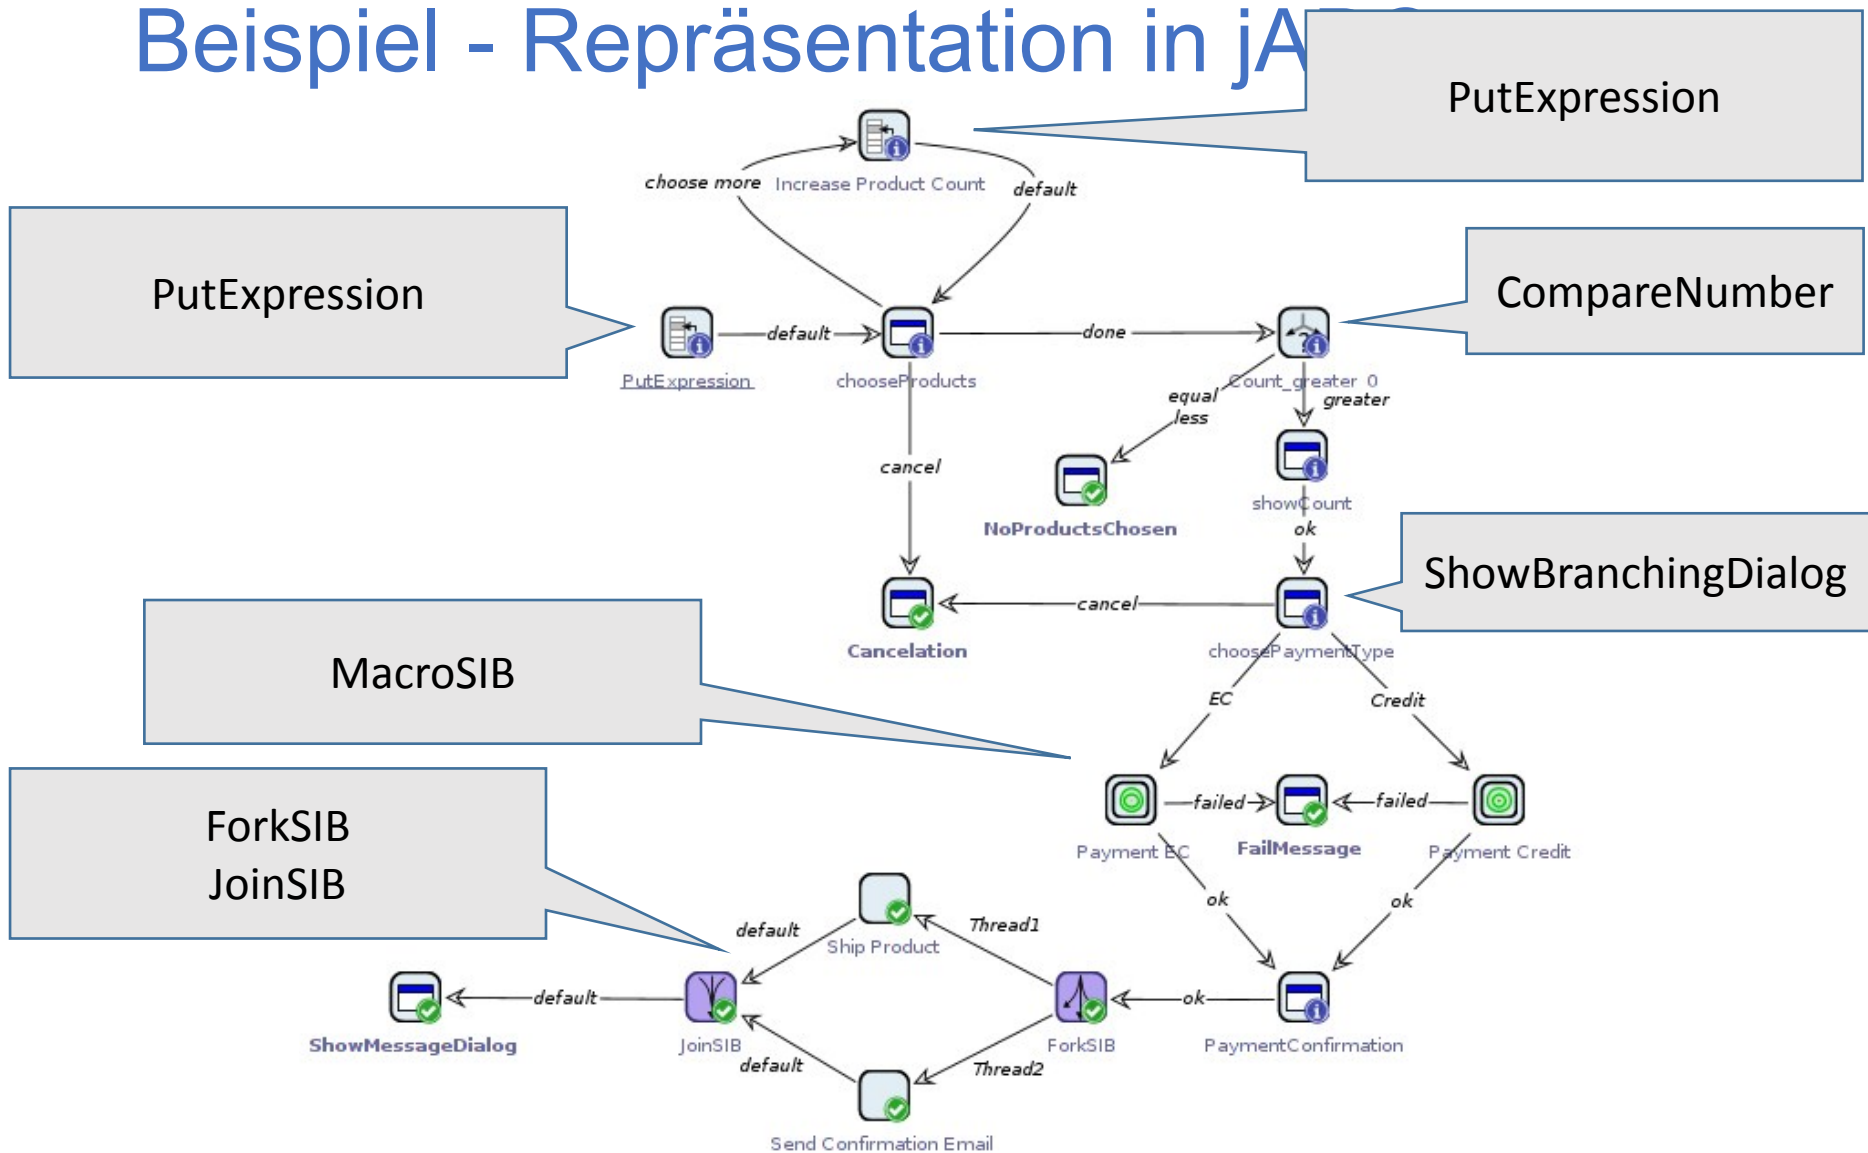 Beispiel - Repräsentation in jA
PutExpression
choose more
Increase Product Count
default
PutExpression
CompareNumber
default
done
PutExpression
chooseProducts
Count_greater 0
equal
less
greater
cancel
showCount
NoProductsChosen
ok
ShowBranchingDialog
cancel
Cancelation
choosePaymentType
MacroSIB
EC
Credit
failed
failed
Payment EC
FailMessage
Payment Credit
ForkSIB
JoinSIB
ok
ok
default
Thread1
Ship Product
default
ok
ShowMessageDialog
JoinSIB
ForkSIB
PaymentConfirmation
default
Thread2
Send Confirmation Email